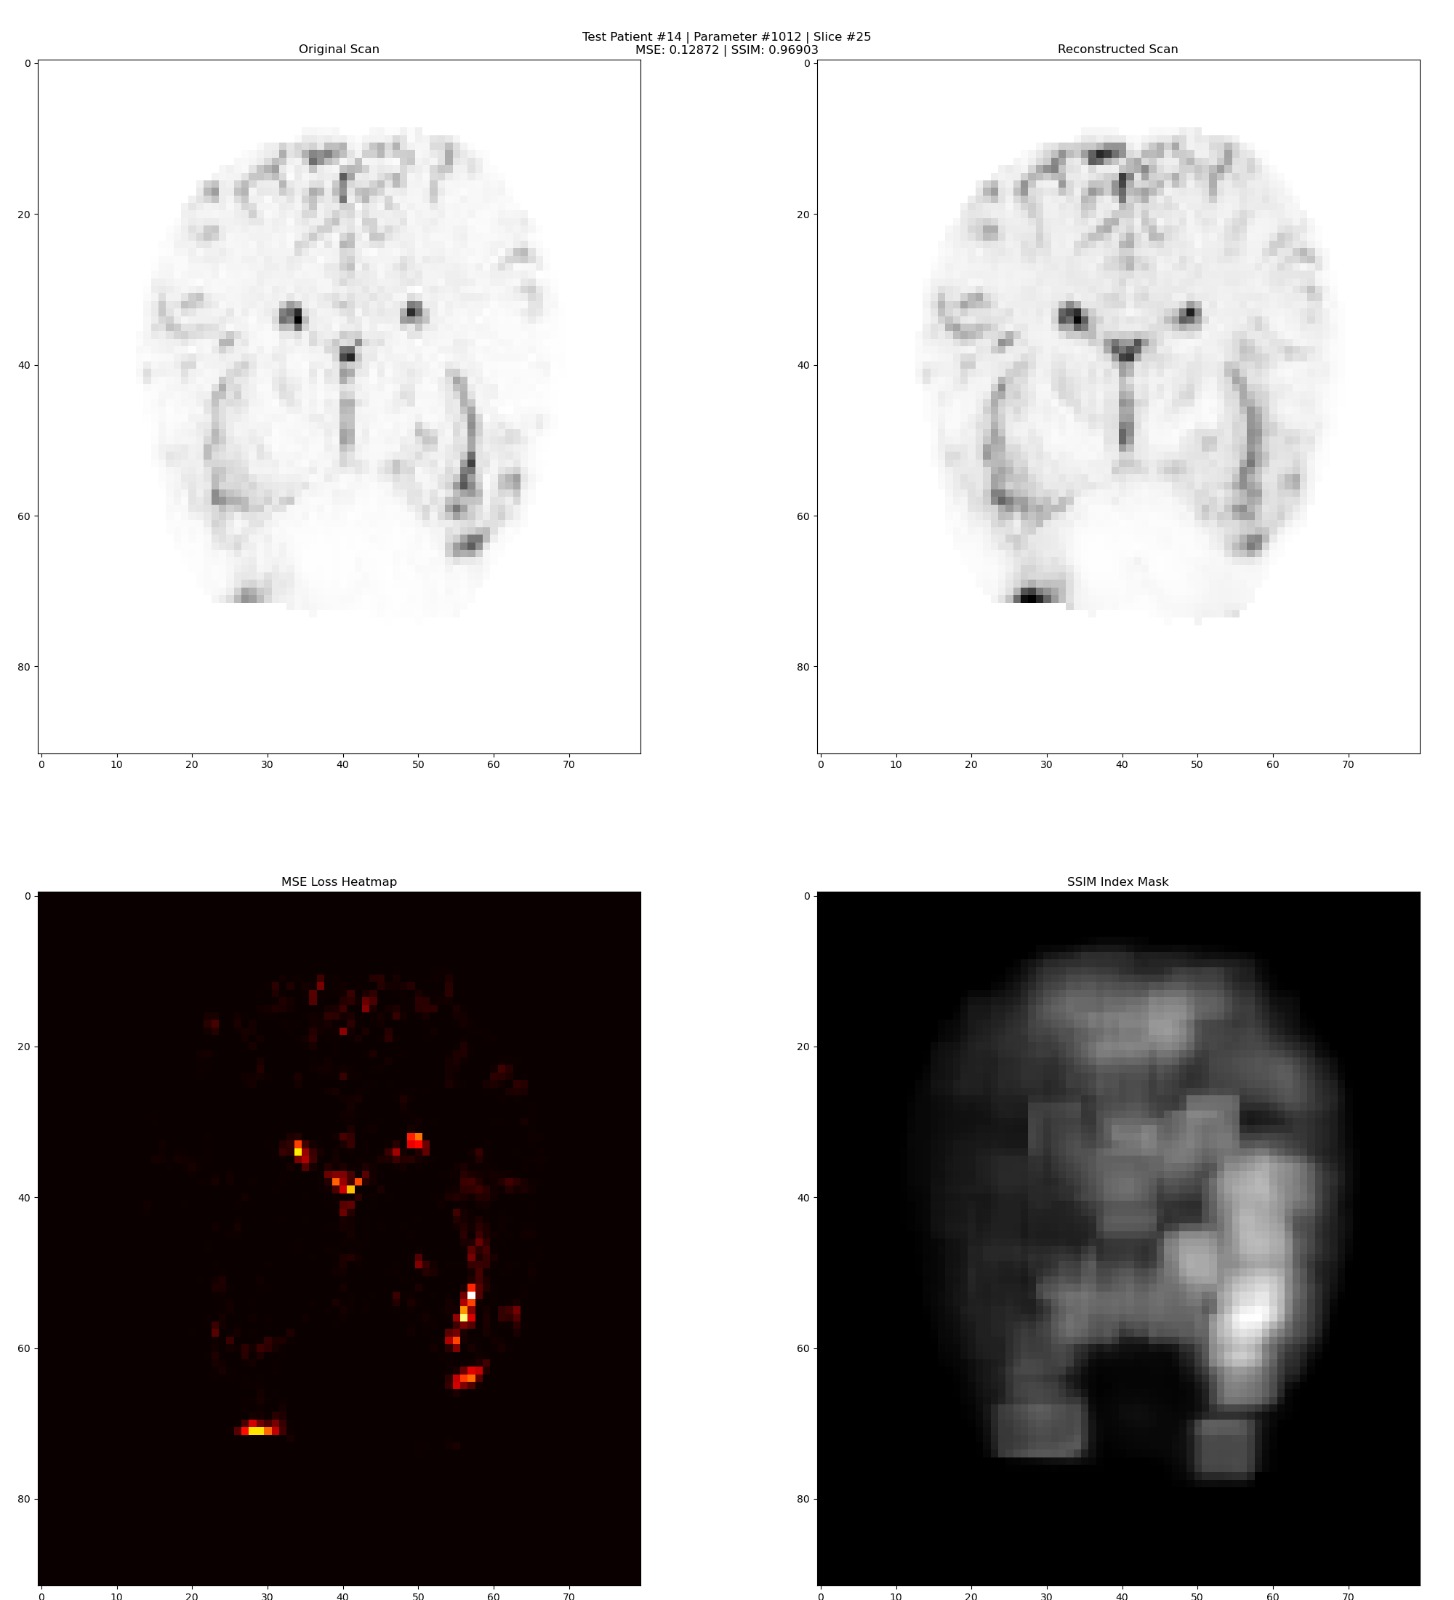 Test Patient #14 | Parameter #1012 | Slice #25
MSE: 0.12872 | SSIM: 0.96903
Original Scan
0
20
40
60
80
0 10 20 30 40 50 60 70
Reconstructed Scan
0
20
40
60
80
0 10 20 30 40 50 60 70
MSE Loss Heatmap
0
20
40
60
80
0 10 20 30 40 50 60 70
SSIM Index Mask
0
20
40
60
80
0 10 20 30 40 50 60 70